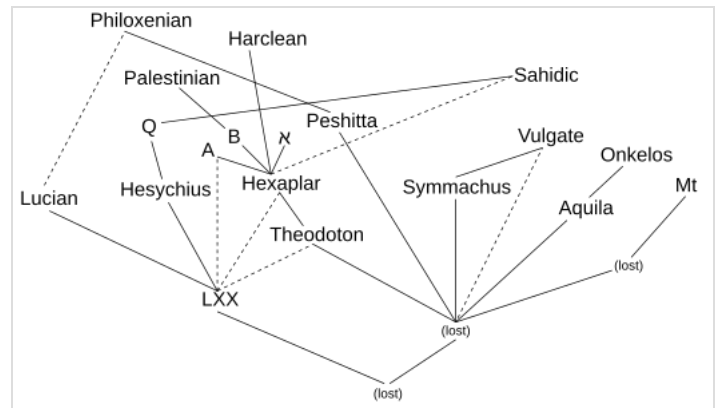 Philoxenian
Harclean
Palestinian
Sahidic
Peshitta
Q
B
א
Vulgate
A
Onkelos
Hexaplar
Symmachus
Mt
Hesychius
Lucian
Aquila
Theodoton
(lost)
LXX
(lost)
(lost)